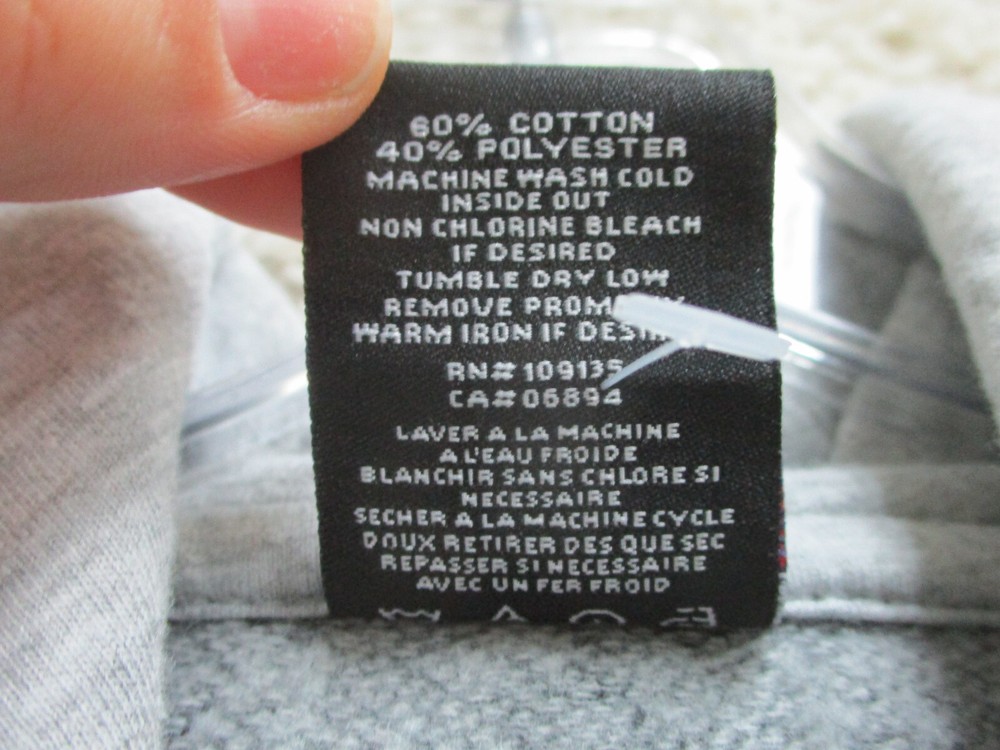 60% COTTON
40% POLYESTER
MACHINE WASH COLD
INSIDE OUT
NON CHLORINE BLEACH
IF DESIRED
TUMBLE DRY LOW
REMOVE
WARM IRON IF
RN# 109135
CA# 06894
LAVER A LA MACHINE
A L'EAU FROIDE
BLANCHIR SANS CHLORE SI
NECESSAIRE
SECHER A LA MACHINE CYCLE
DOUX RETIRER DES QUE SEC
REPASSER SI NECESSAIRE
AVEC UN FER FROID